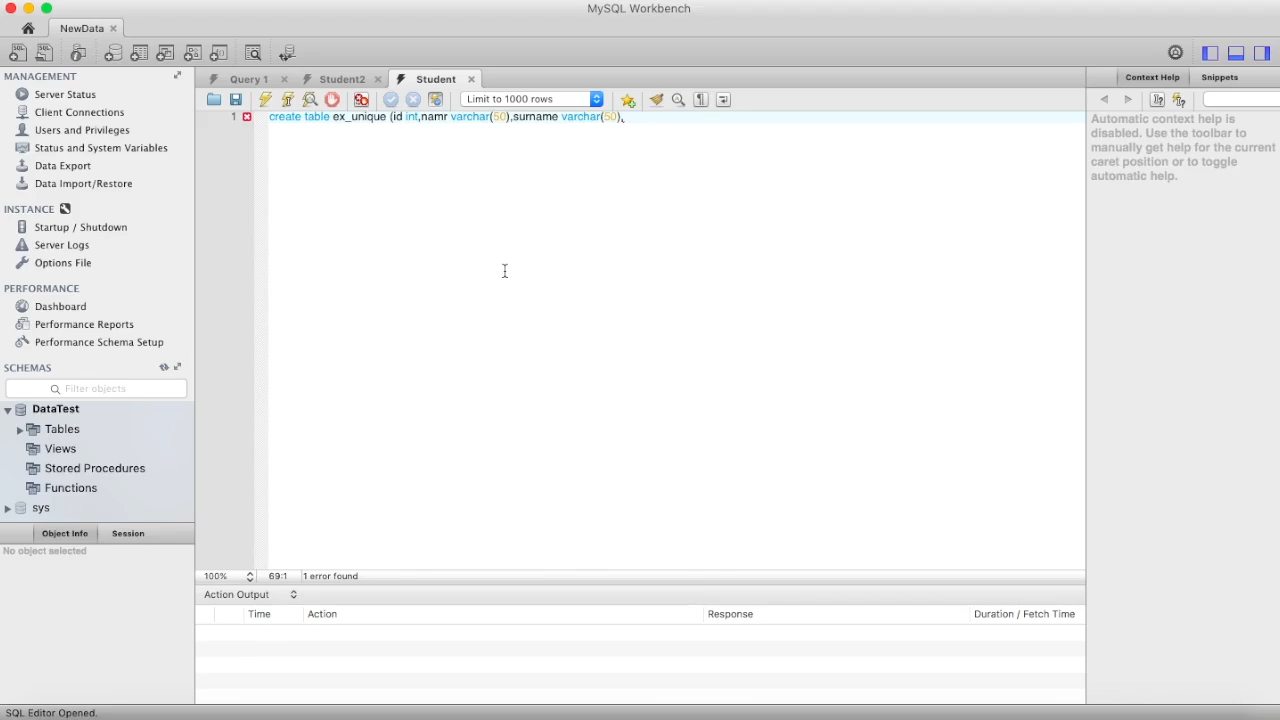 MySQL Workbench
NewData
MANAGEMENT
Server Status
Client Connections
Users and Privileges
Status and System Variables
Data Export
Data Import/Restore
INSTANCE
Startup / Shutdown
Server Logs
Options File
PERFORMANCE
Dashboard
Performance Reports
Performance Schema Setup
SCHEMAS
Filter objects
DataTest
Tables
Views
Stored Procedures
Functions
sys
Object Info Session
No object selected
Query 1 Student2 Student
Limit to 1000 rows
1 create table ex_unique (id int,namr varchar(50),surname varchar(50),
100% 69:1 1 error found
Action Output
Time Action Response Duration / Fetch Time
Context Help Snippets
Automatic context help is
disabled. Use the toolbar to
manually get help for the current
caret position or to toggle
automatic help.
SQL Editor Opened.